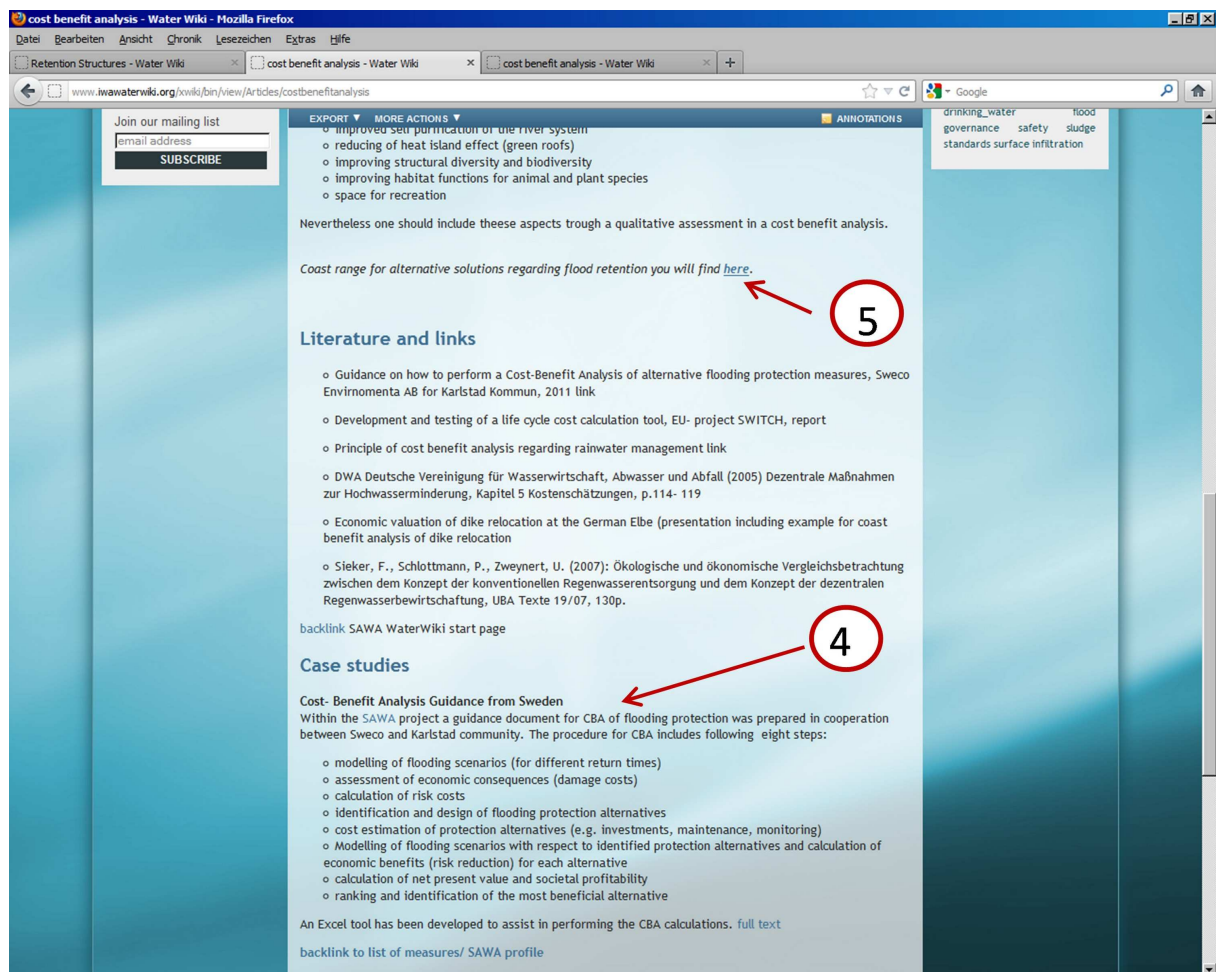 cost benefit analysis - Water Wiki - Mozilla Firefox
Datei Bearbeiten Ansicht Chronik Lesezeichen Extras Hilfe
Retention Structures - Water Wiki × cost benefit analysis - Water Wiki × cost benefit analysis - Water Wiki × +
www.iwawaterwiki.org/xwiki/bin/view/Articles/costbenefitanalysis Google
Join our mailing list
email address
SUBSCRIBE
EXPORT ▼ MORE ACTIONS ▼ ANNOTATIONS
improved self purification of the river system
reducing of heat island effect (green roofs)
improving structural diversity and biodiversity
improving habitat functions for animal and plant species
space for recreation
Nevertheless one should include theese aspects trough a qualitative assessment in a cost benefit analysis.
Coast range for alternative solutions regarding flood retention you will find here.
5
Literature and links
Guidance on how to perform a Cost-Benefit Analysis of alternative flooding protection measures, Sweco
Envirnomenta AB for Karlstad Kommun, 2011 link
Development and testing of a life cycle cost calculation tool, EU- project SWITCH, report
Principle of cost benefit analysis regarding rainwater management link
DWA Deutsche Vereinigung für Wasserwirtschaft, Abwasser und Abfall (2005) Dezentrale Maßnahmen
zur Hochwasserminderung, Kapitel 5 Kostenschätzungen, p.114- 119
Economic valuation of dike relocation at the German Elbe (presentation including example for coast
benefit analysis of dike relocation
Sieker, F., Schlottmann, P., Zweynert, U. (2007): Ökologische und ökonomische Vergleichsbetrachtung
zwischen dem Konzept der konventionellen Regenwasserentsorgung und dem Konzept der dezentralen
Regenwasserbewirtschaftung, UBA Texte 19/07, 130p.
backlink SAWA WaterWiki start page
4
Case studies
Cost- Benefit Analysis Guidance from Sweden
Within the SAWA project a guidance document for CBA of flooding protection was prepared in cooperation
between Sweco and Karlstad community. The procedure for CBA includes following eight steps:
modelling of flooding scenarios (for different return times)
assessment of economic consequences (damage costs)
calculation of risk costs
identification and design of flooding protection alternatives
cost estimation of protection alternatives (e.g. investments, maintenance, monitoring)
Modelling of flooding scenarios with respect to identified protection alternatives and calculation of
economic benefits (risk reduction) for each alternative
calculation of net present value and societal profitability
ranking and identification of the most beneficial alternative
An Excel tool has been developed to assist in performing the CBA calculations. full text
backlink to list of measures/ SAWA profile
drinking_water flood
governance safety sludge
standards surface infiltration